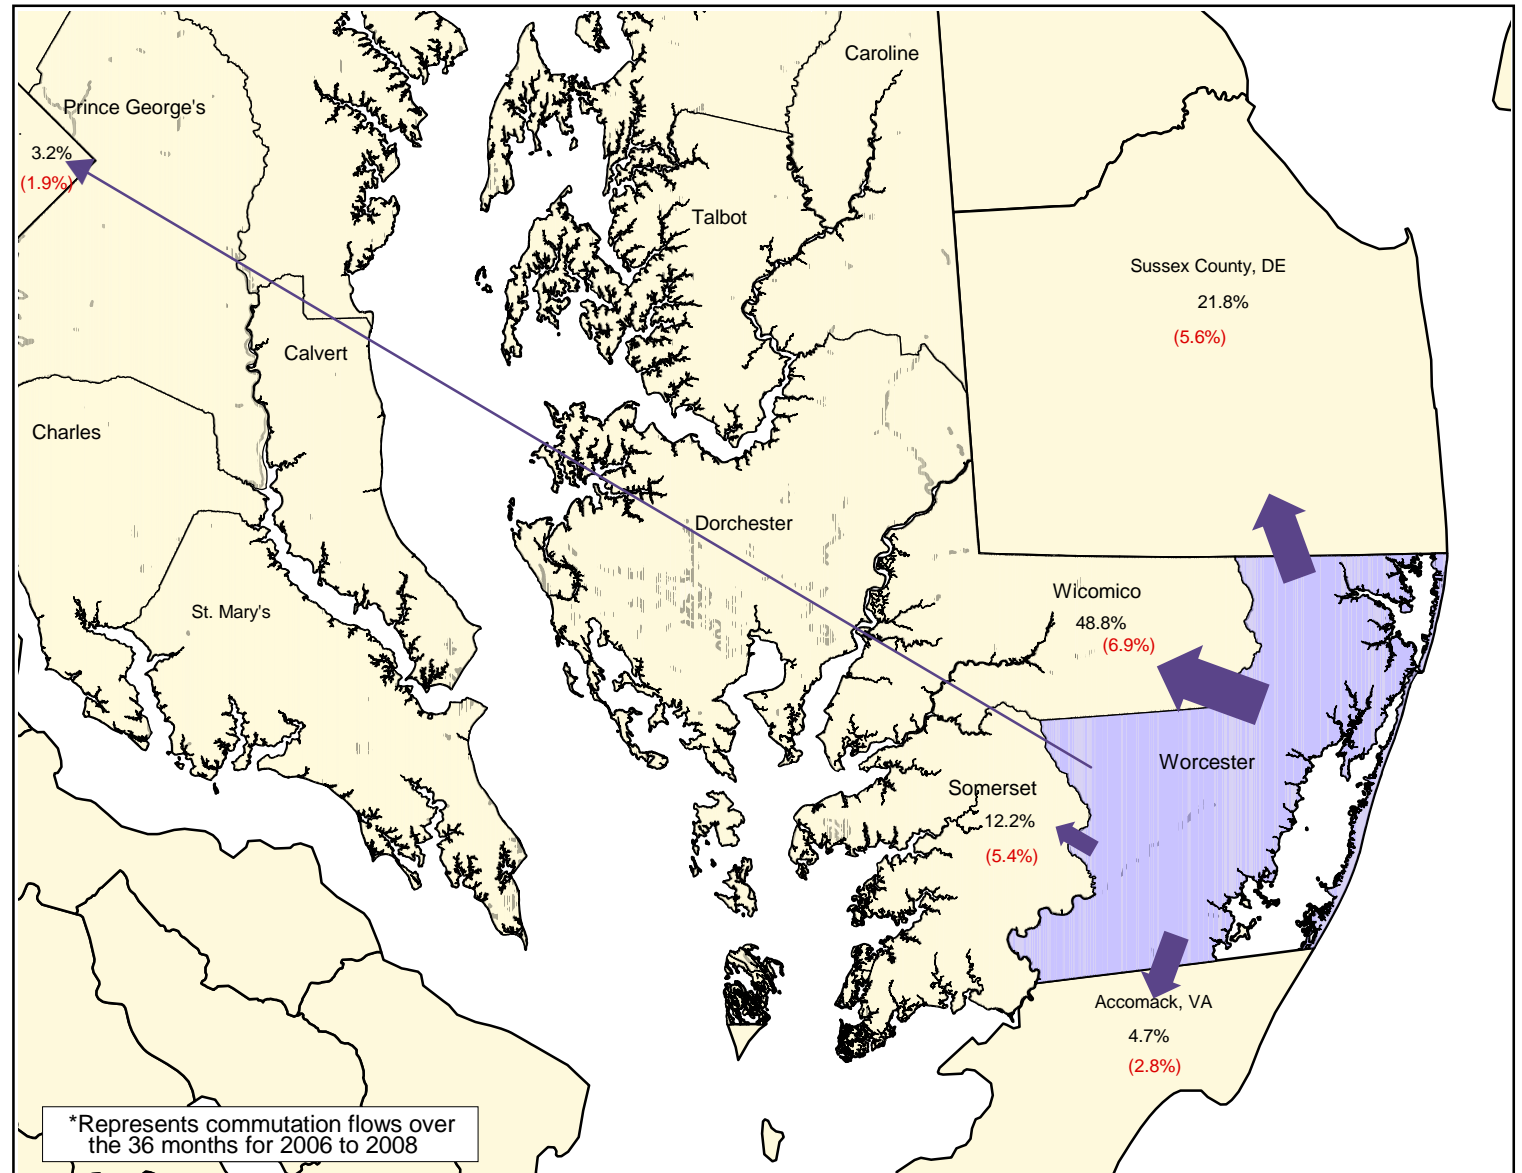 Caroline
Prince George's
3.2%
(1.9%)
Talbot
Sussex County, DE
21.8%
(5.6%)
Calvert
Charles
Dorchester
Wicomico
48.8%
(6.9%)
St. Mary's
Worcester
Somerset
12.2%
(5.4%)
Accomack, VA
4.7%
(2.8%)
*Represents commutation flows over
the 36 months for 2006 to 2008